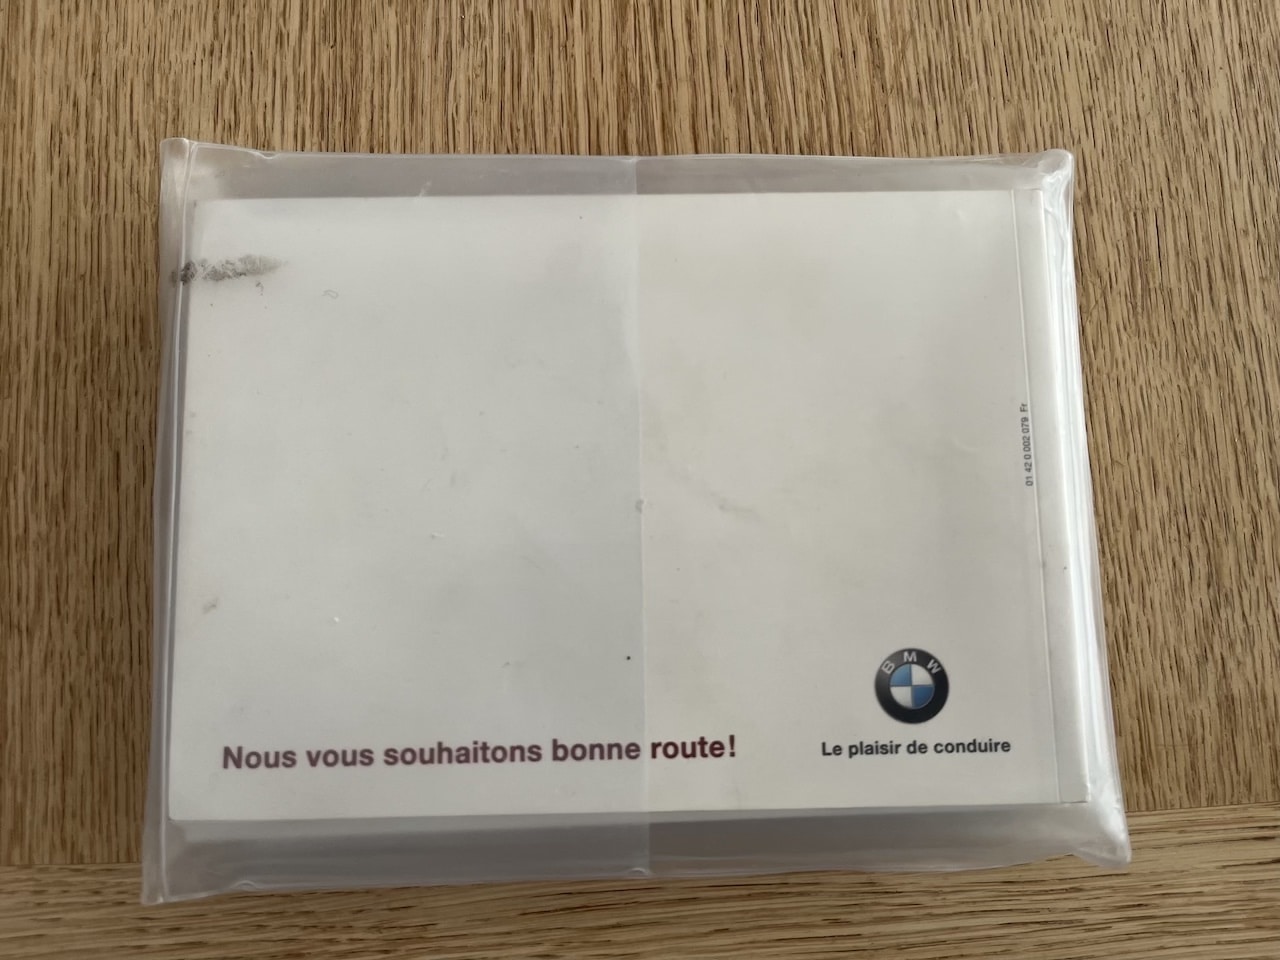 01 42 0 002 079 Fr
BMW
Nous vous souhaitons bonne route!
Le plaisir de conduire